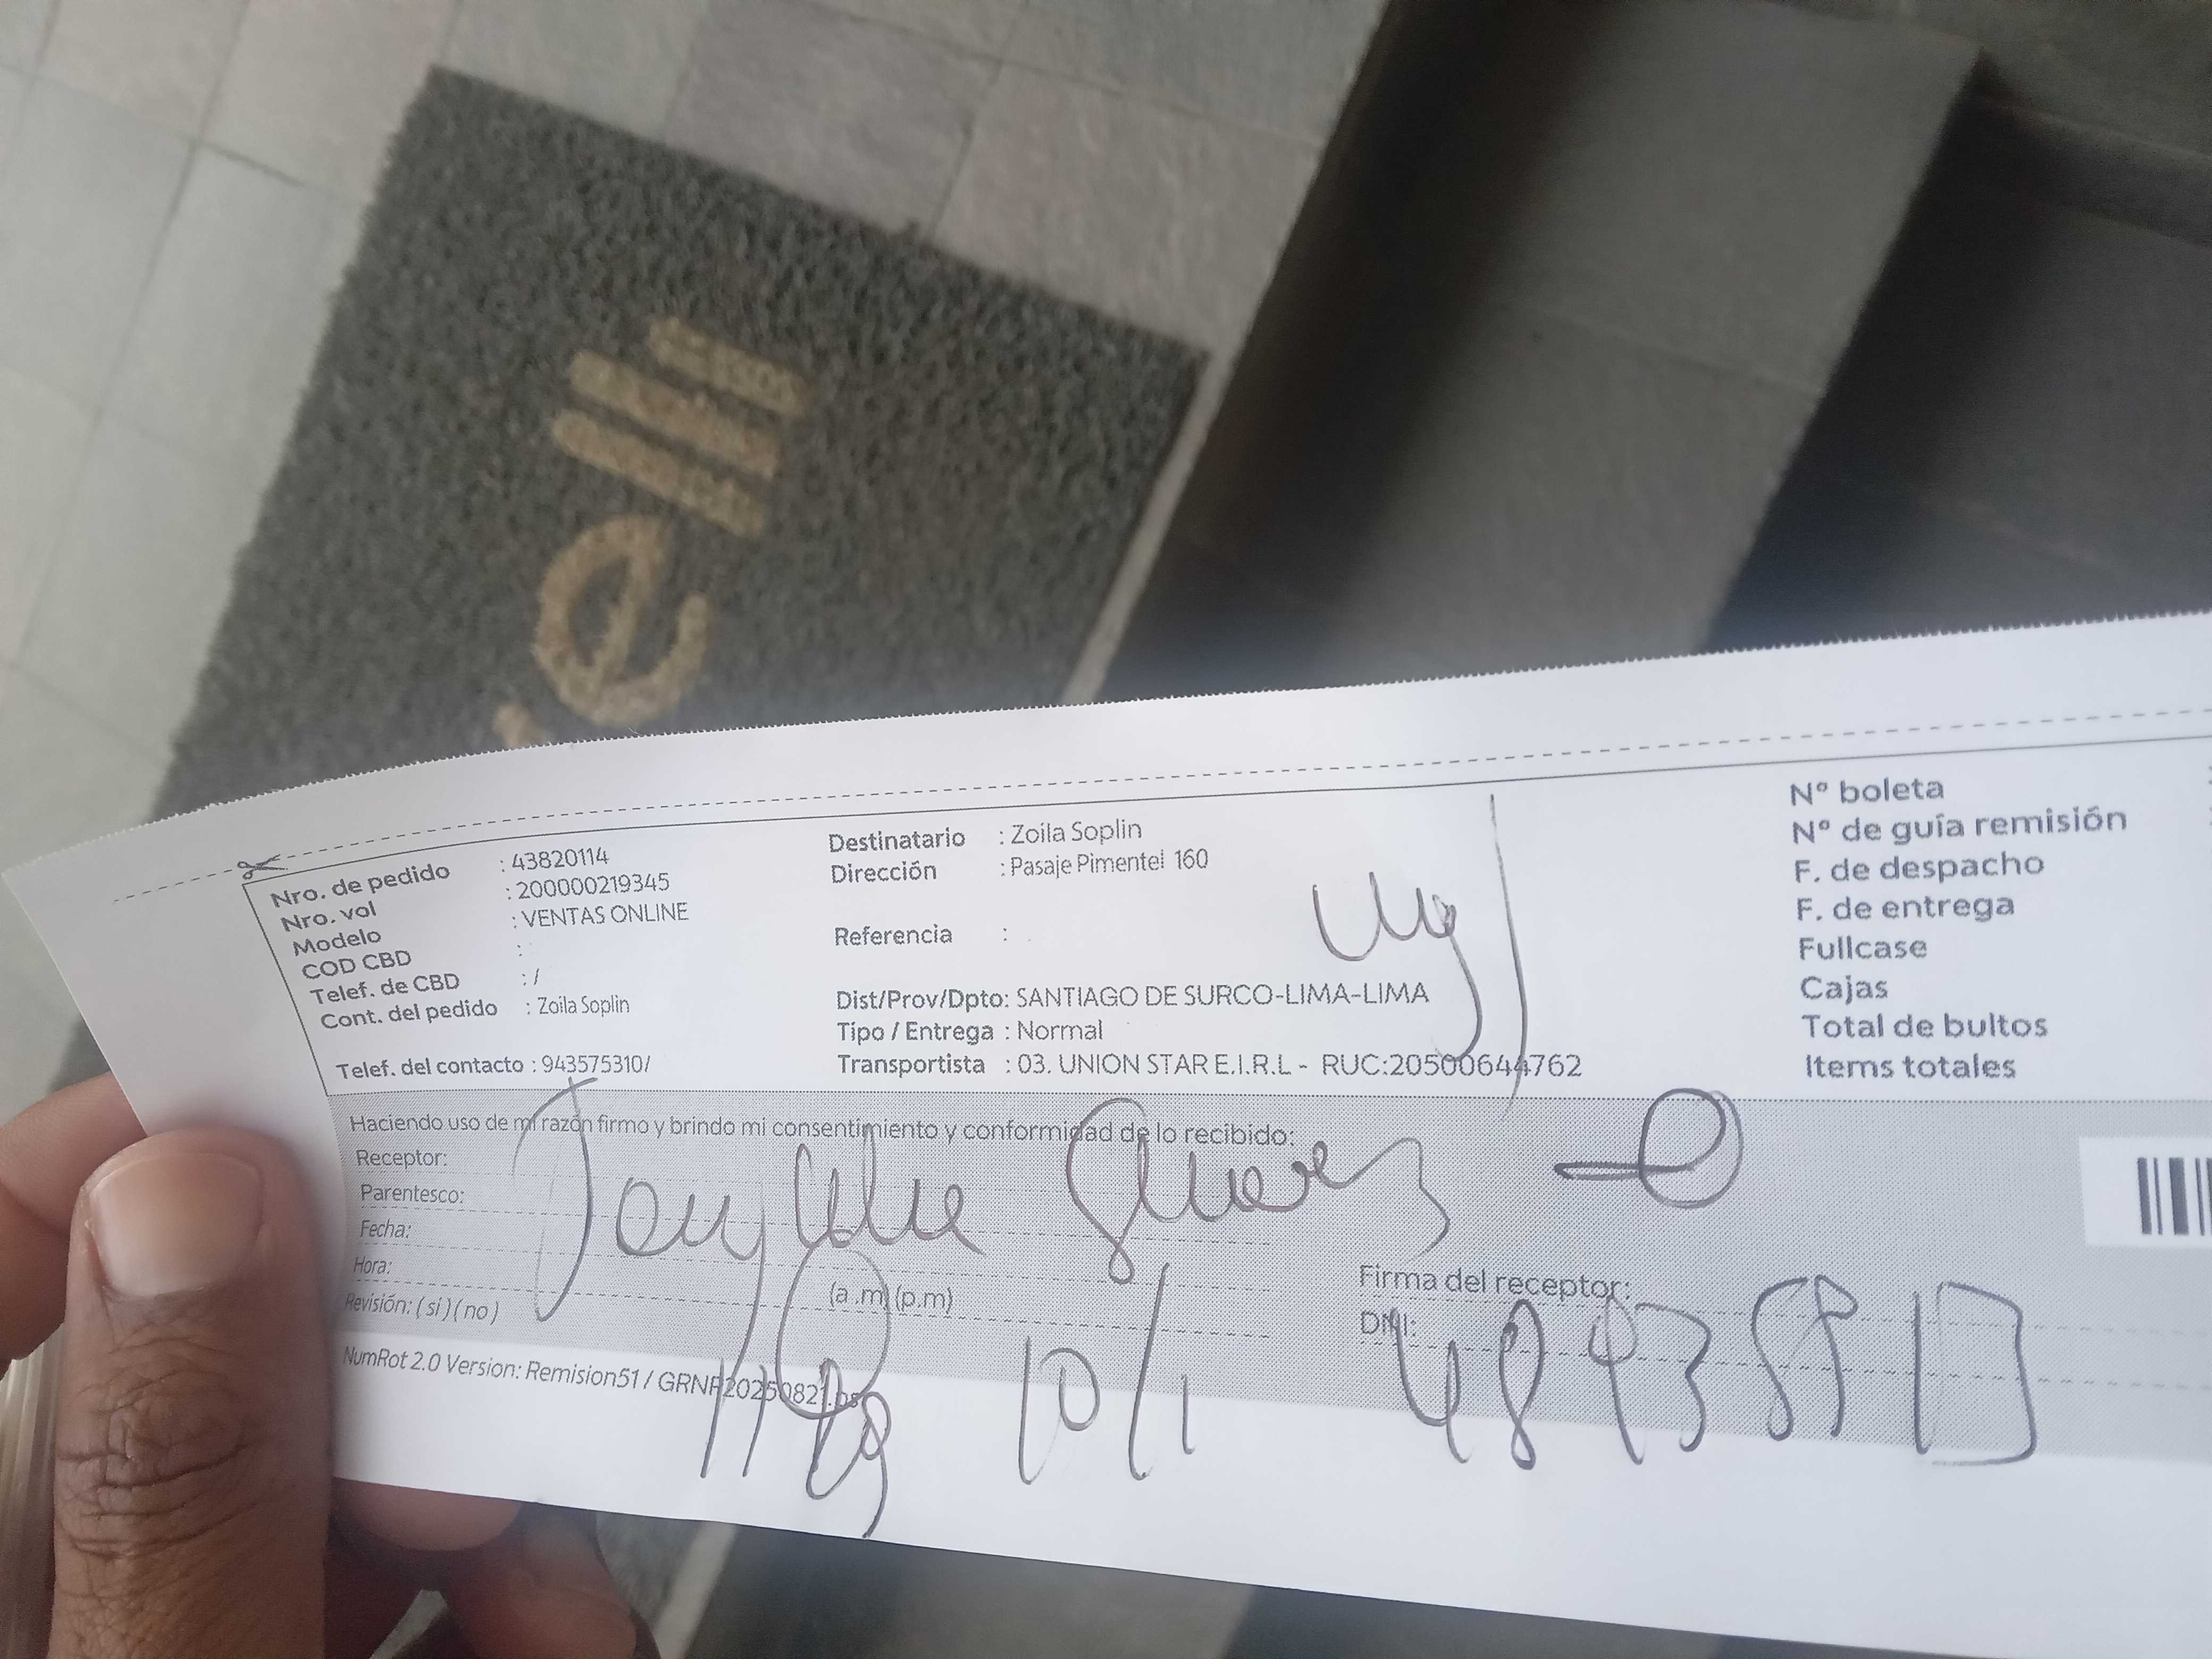 ell
Nro. de pedido : 43820114
Nro. vol : 200000219345
Modelo : VENTAS ONLINE
COD CBD :
Telef. de CBD : /
Cont. del pedido : Zoila Soplin
Telef. del contacto : 943575310/
Destinatario : Zoila Soplin
Dirección : Pasaje Pimentel 160
Referencia :
Dist/Prov/Dpto: SANTIAGO DE SURCO-LIMA-LIMA
Tipo / Entrega : Normal
Transportista : 03. UNION STAR E.I.R.L - RUC:20500644762
N° boleta
N° de guía remisión
F. de despacho
F. de entrega
Fullcase
Cajas
Total de bultos
Items totales
Haciendo uso de mi razón firmo y brindo mi consentimiento y conformidad de lo recibido:
Receptor:
Parentesco:
Fecha:
Hora: (a.m) (p.m)
Revisión: ( si ) ( no )
Firma del receptor:
DNI:
NumRot 2.0 Version: Remision51 / GRNF20250821